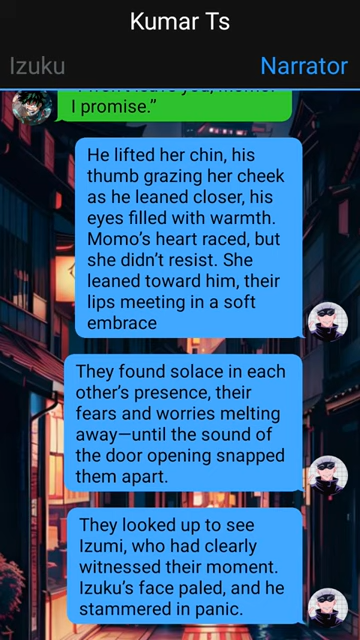 Kumar Ts
Izuku
Narrator
I promise.”
He lifted her chin, his
thumb grazing her cheek
as he leaned closer, his
eyes filled with warmth.
Momo’s heart raced, but
she didn’t resist. She
leaned toward him, their
lips meeting in a soft
embrace
They found solace in each
other’s presence, their
fears and worries melting
away—until the sound of
the door opening snapped
them apart.
They looked up to see
Izumi, who had clearly
witnessed their moment.
Izuku’s face paled, and he
stammered in panic.